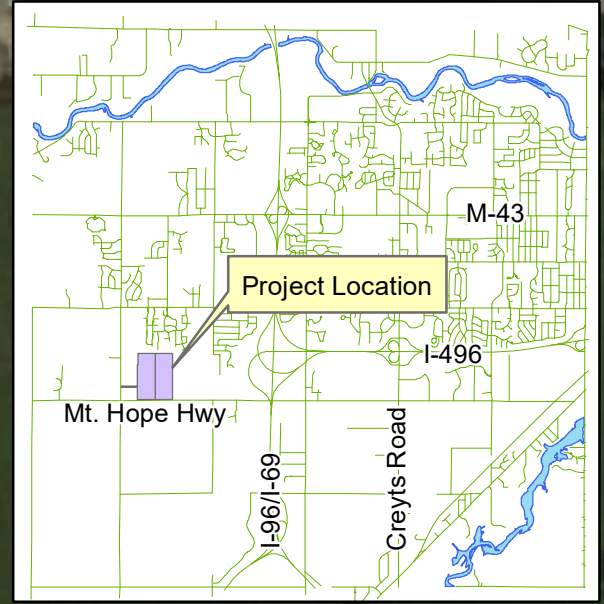 M-43
Project Location
I-496
Mt. Hope Hwy
I-96/I-69
Creyts Road